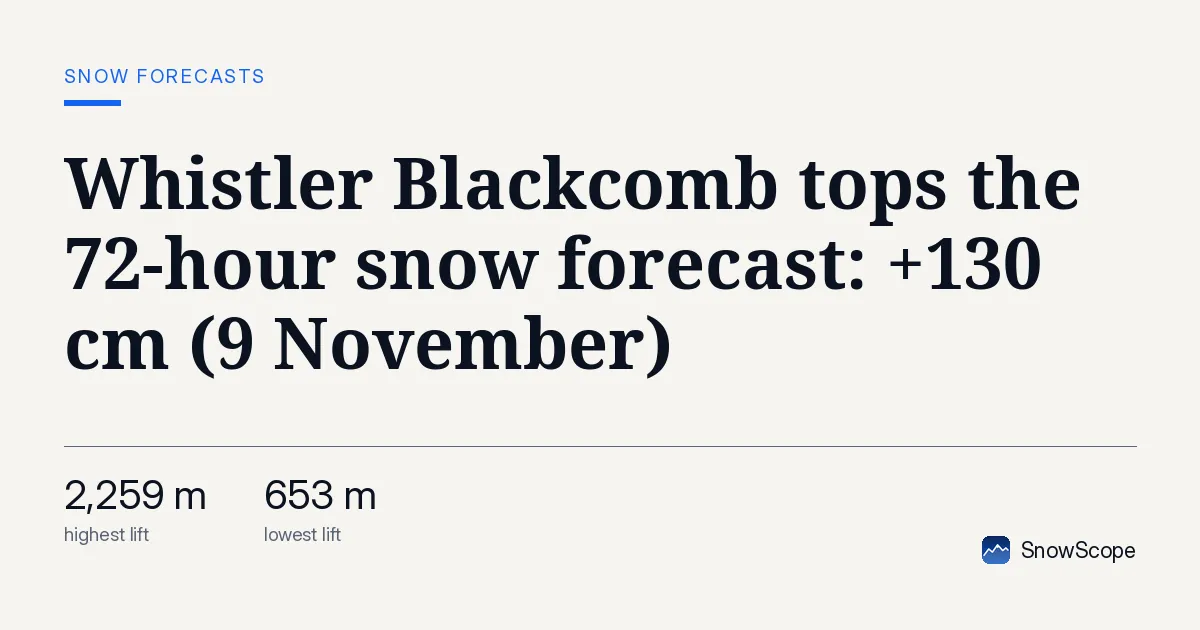 SNOW FORECASTS
Whistler Blackcomb tops the
72-hour snow forecast: +130
cm (9 November)
2,259 m
653 m
highest lift
lowest lift
SnowScope